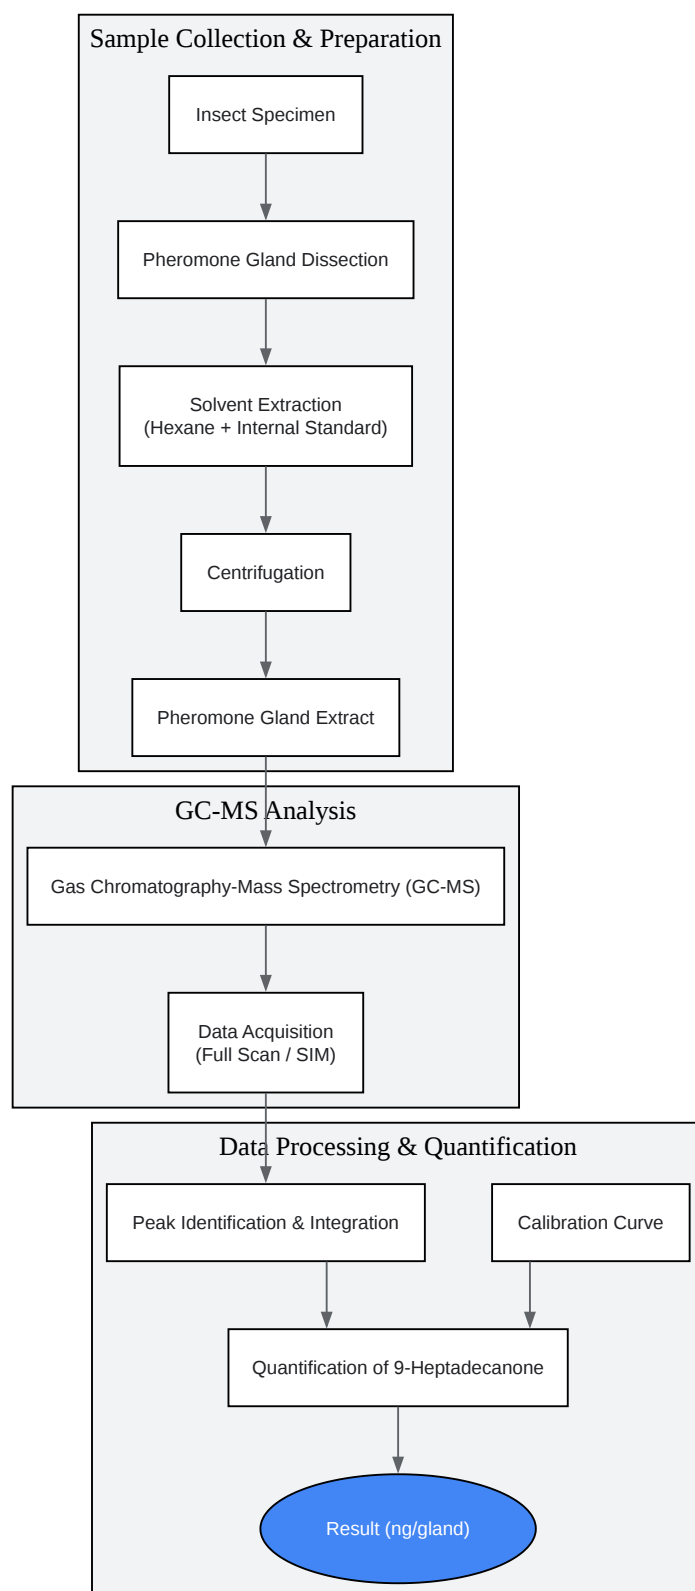 Sample Collection & Preparation
Insect Specimen
Pheromone Gland Dissection
Solvent Extraction
(Hexane + Internal Standard)
Centrifugation
Pheromone Gland Extract
GC-MS Analysis
Gas Chromatography-Mass Spectrometry (GC-MS)
Data Acquisition
(Full Scan / SIM)
Data Processing & Quantification
Peak Identification & Integration
Calibration Curve
Quantification of 9-Heptadecanone
Result (ng/gland)